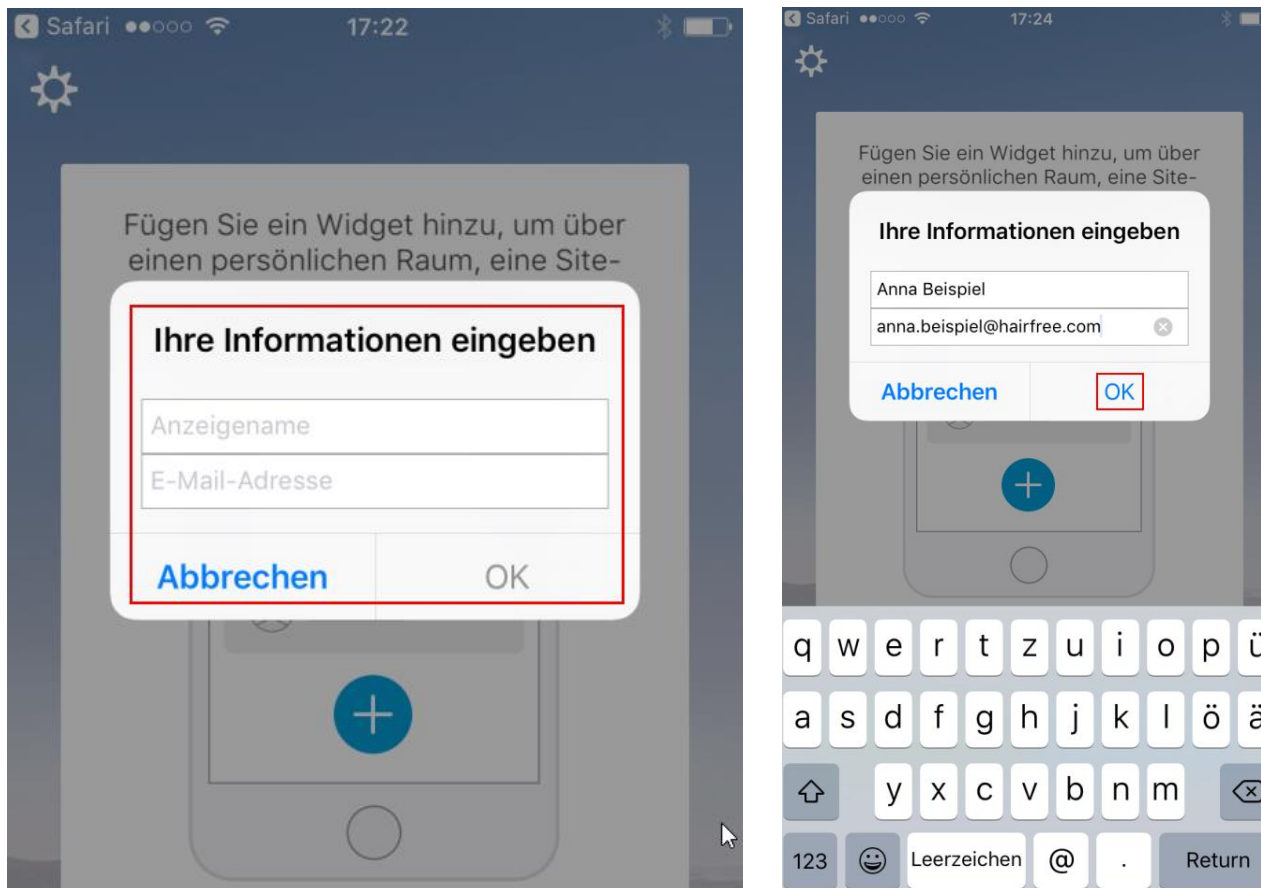 Safari 17:22
Fügen Sie ein Widget hinzu, um über
einen persönlichen Raum, eine Site-
Ihre Informationen eingeben
Anzeigename
E-Mail-Adresse
Abbrechen OK
Safari 17:24
Fügen Sie ein Widget hinzu, um über
einen persönlichen Raum, eine Site-
Ihre Informationen eingeben
Anna Beispiel
anna.beispiel@hairfree.com
Abbrechen OK
q w e r t z u i o p ü
a s d f g h j k l ö ä
y x c v b n m
123 Leerzeichen @ . Return